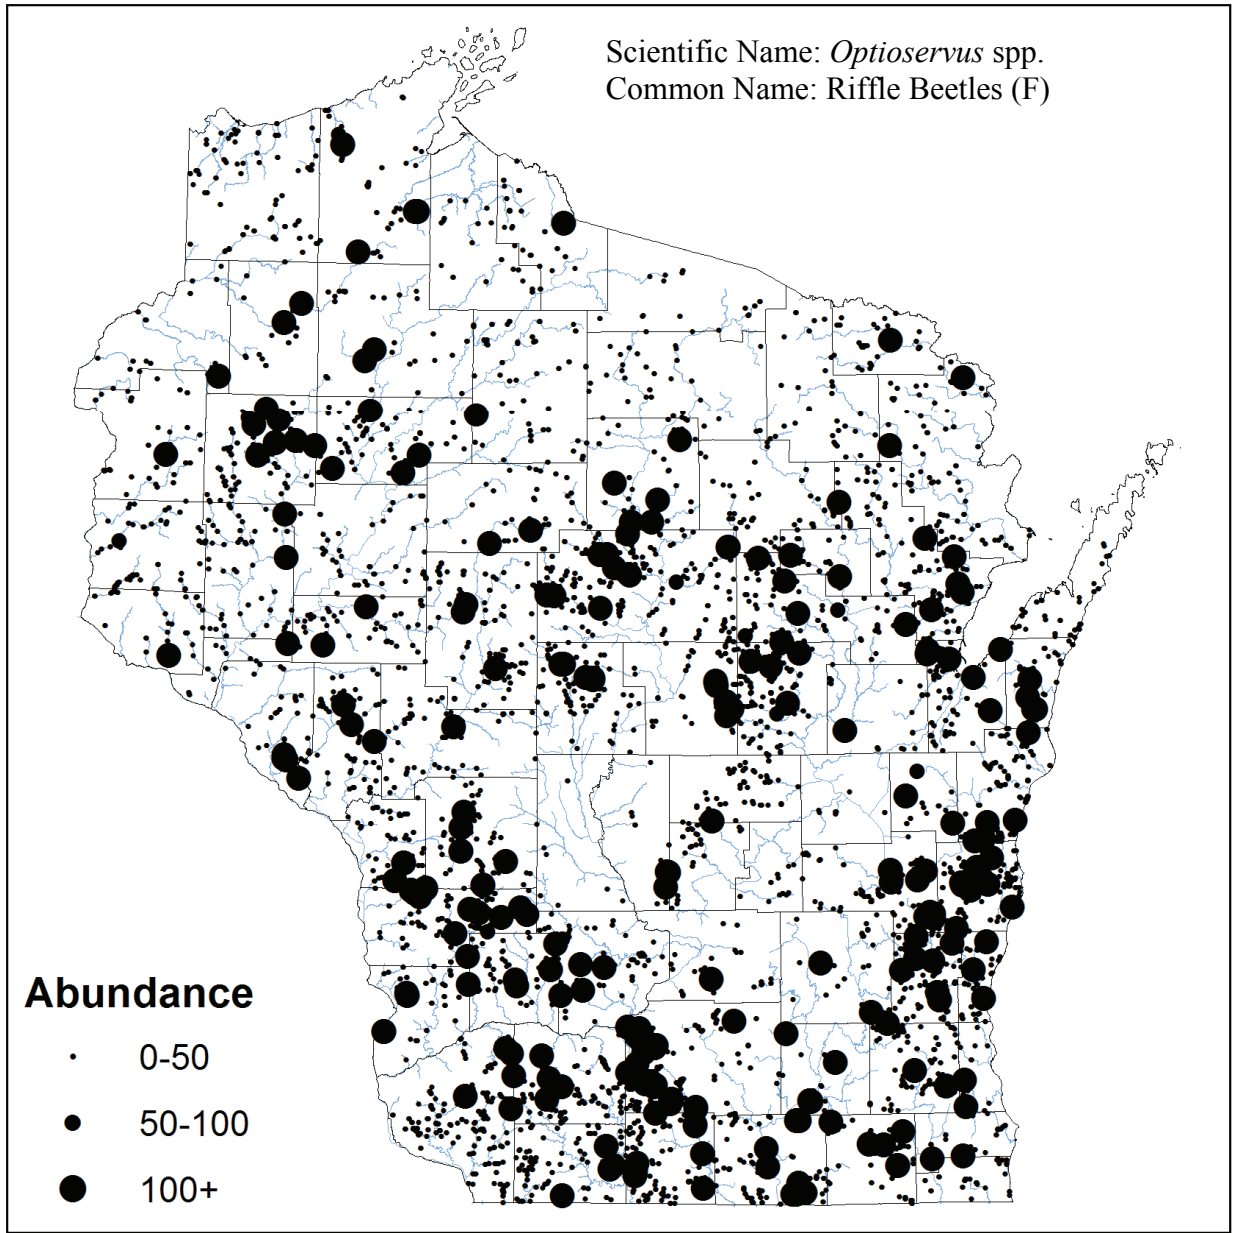 Scientific Name: Optioservus spp.
Common Name: Riffle Beetles (F)
Abundance
0-50
50-100
100+